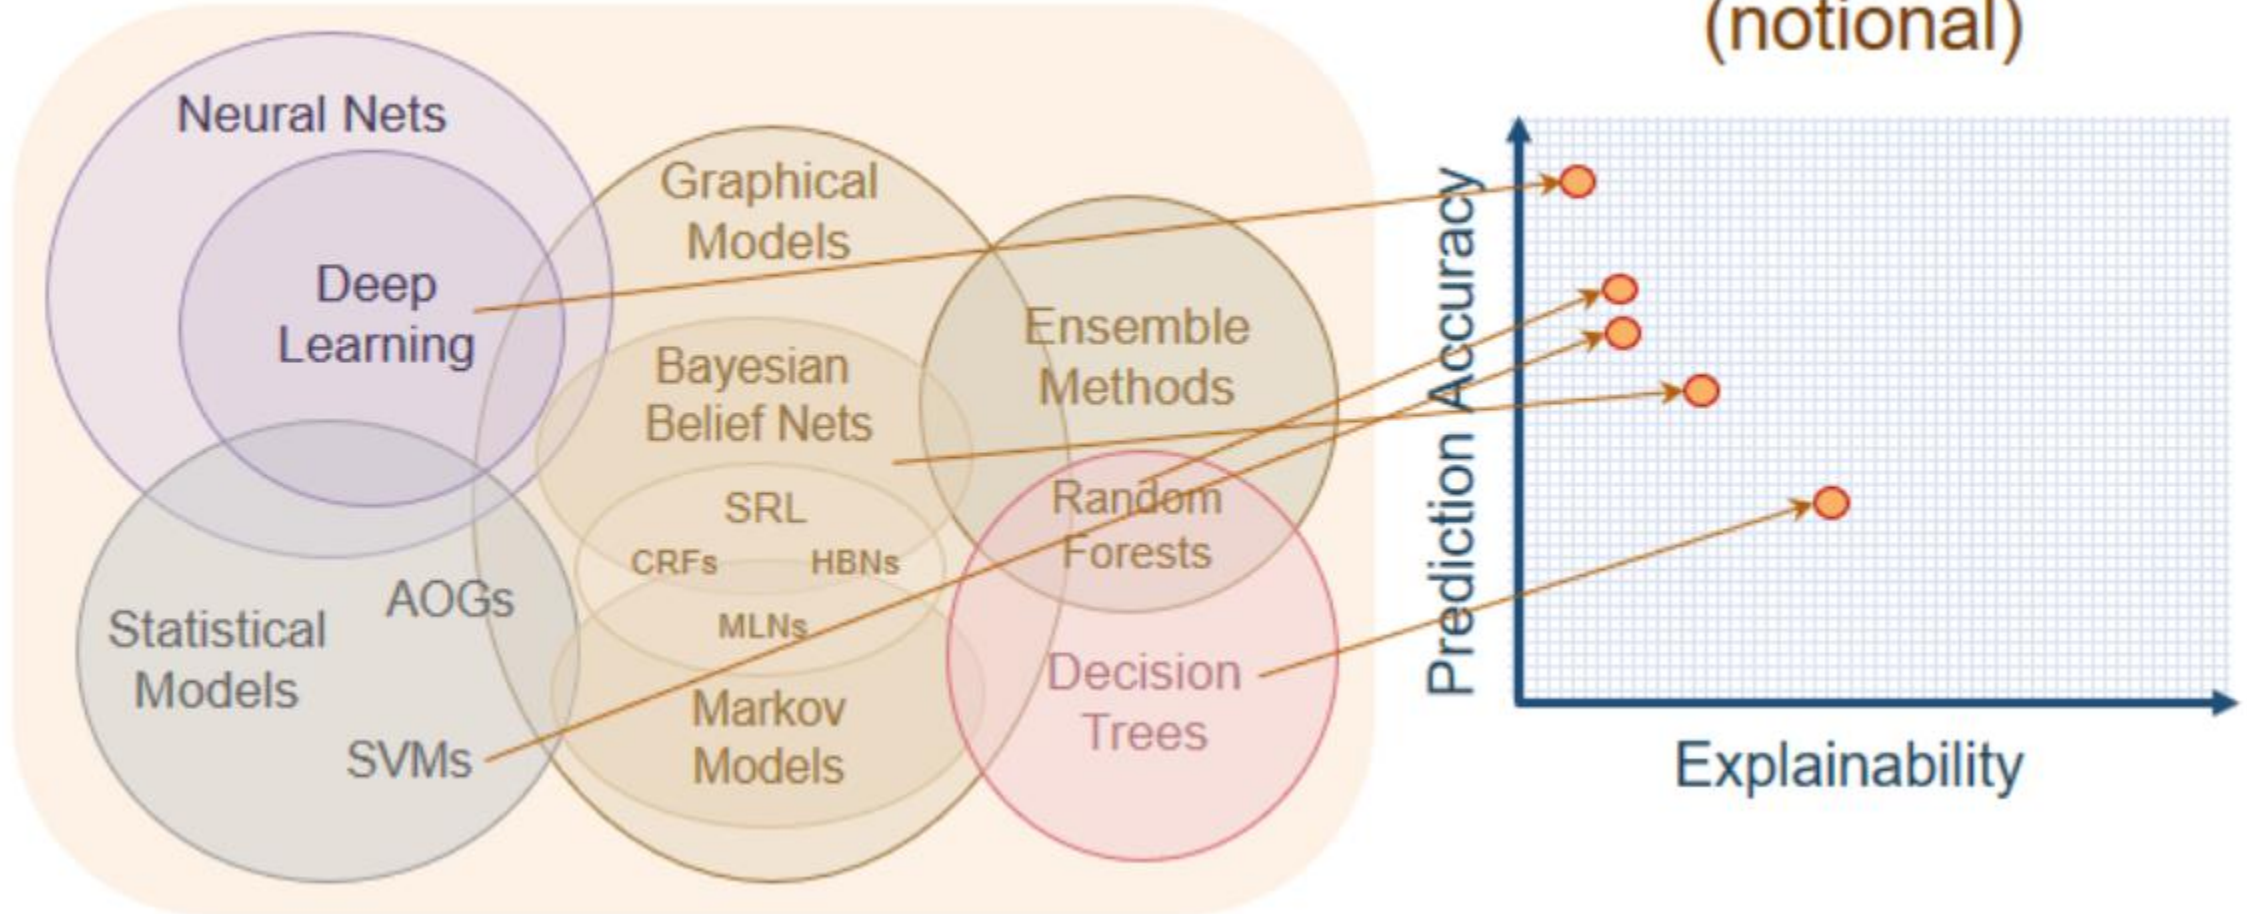 Neural Nets
Deep
Learning
Statistical
Models
AOGs
SVMs
Graphical
Models
Bayesian
Belief Nets
SRL
CRFs
HBNs
MLNs
Markov
Models
Ensemble
Methods
Random
Forests
Decision
Trees
(notional)
Prediction Accuracy
Explainability